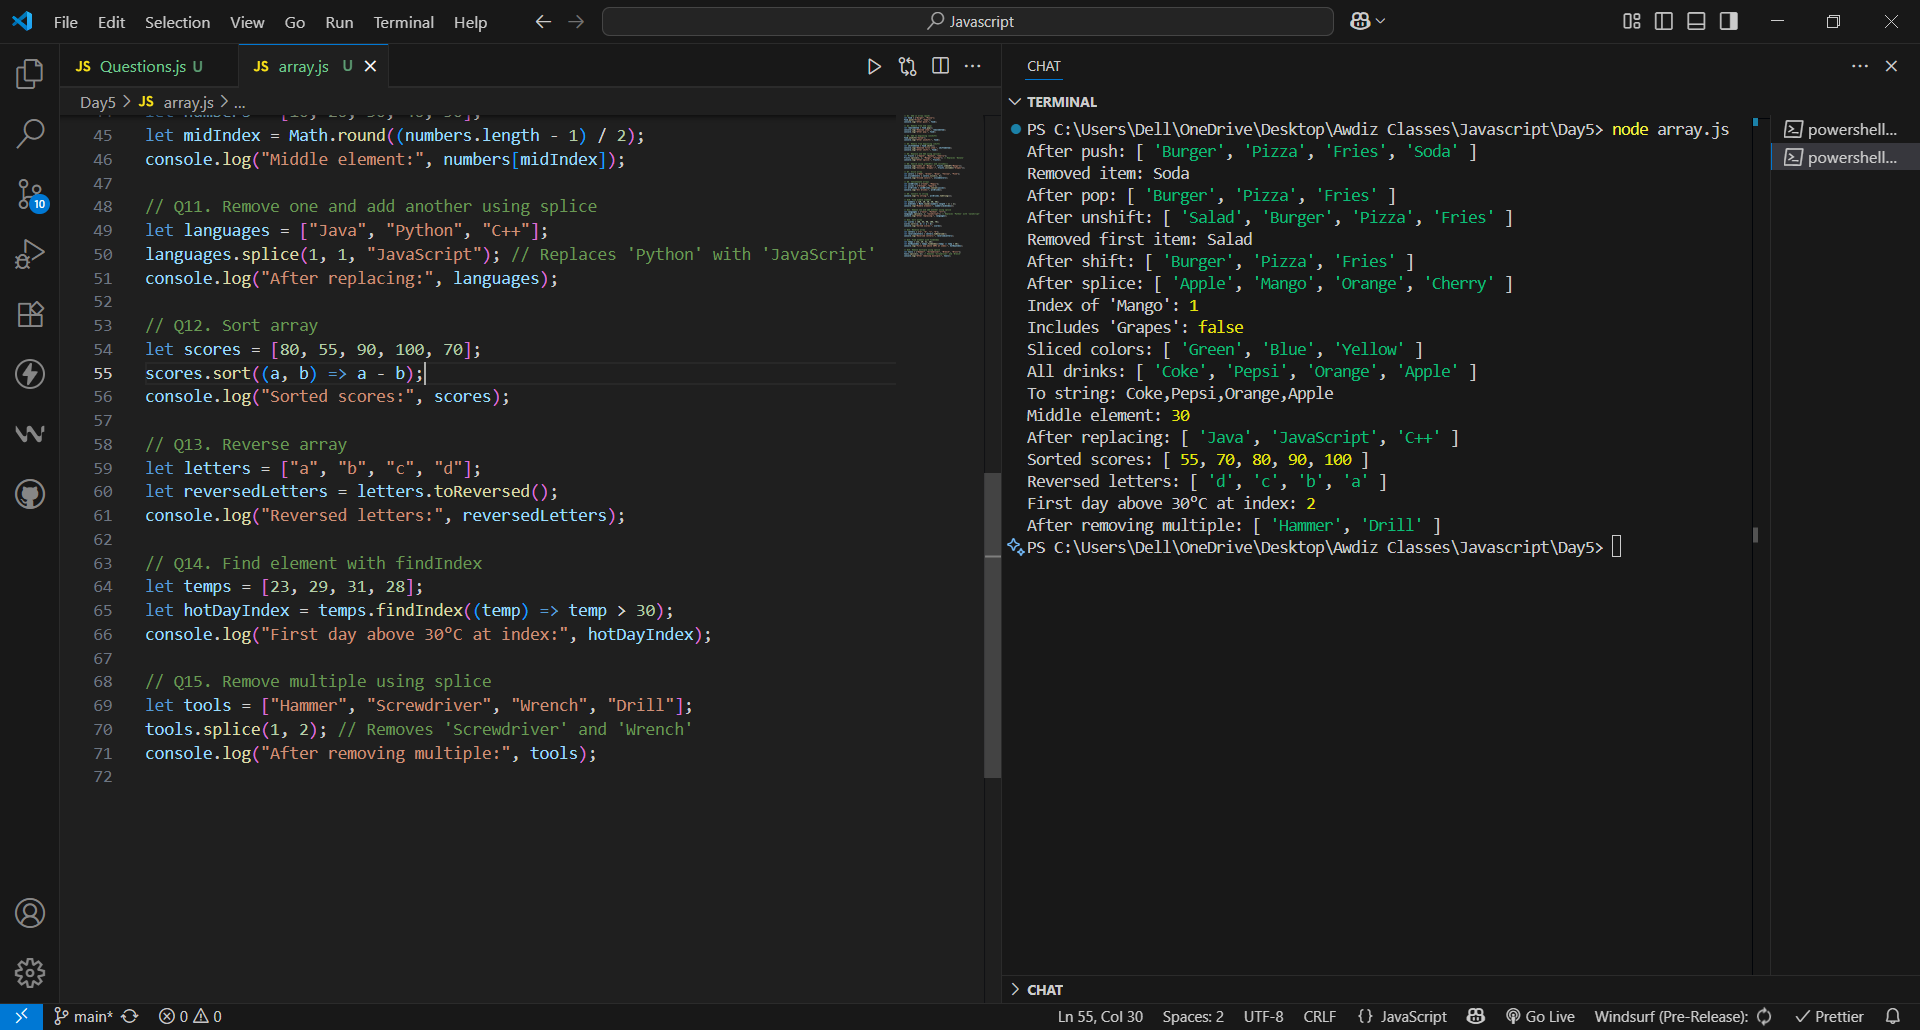 File Edit Selection View Go Run Terminal Help
Javascript
JS Questions.js U
JS array.js U
Day5 > JS array.js > ...
45 let midIndex = Math.round((numbers.length - 1) / 2);
46 console.log("Middle element:", numbers[midIndex]);
47
48 // Q11. Remove one and add another using splice
49 let languages = ["Java", "Python", "C++"];
50 languages.splice(1, 1, "JavaScript"); // Replaces 'Python' with 'JavaScript'
51 console.log("After replacing:", languages);
52
53 // Q12. Sort array
54 let scores = [80, 55, 90, 100, 70];
55 scores.sort((a, b) => a - b);
56 console.log("Sorted scores:", scores);
57
58 // Q13. Reverse array
59 let letters = ["a", "b", "c", "d"];
60 let reversedLetters = letters.toReversed();
61 console.log("Reversed letters:", reversedLetters);
62
63 // Q14. Find element with findIndex
64 let temps = [23, 29, 31, 28];
65 let hotDayIndex = temps.findIndex((temp) => temp > 30);
66 console.log("First day above 30°C at index:", hotDayIndex);
67
68 // Q15. Remove multiple using splice
69 let tools = ["Hammer", "Screwdriver", "Wrench", "Drill"];
70 tools.splice(1, 2); // Removes 'Screwdriver' and 'Wrench'
71 console.log("After removing multiple:", tools);
72
10
CHAT
TERMINAL
PS C:\Users\Dell\OneDrive\Desktop\Awdiz Classes\Javascript\Day5> node array.js
After push: [ 'Burger', 'Pizza', 'Fries', 'Soda' ]
Removed item: Soda
After pop: [ 'Burger', 'Pizza', 'Fries' ]
After unshift: [ 'Salad', 'Burger', 'Pizza', 'Fries' ]
Removed first item: Salad
After shift: [ 'Burger', 'Pizza', 'Fries' ]
After splice: [ 'Apple', 'Mango', 'Orange', 'Cherry' ]
Index of 'Mango': 1
Includes 'Grapes': false
Sliced colors: [ 'Green', 'Blue', 'Yellow' ]
All drinks: [ 'Coke', 'Pepsi', 'Orange', 'Apple' ]
To string: Coke,Pepsi,Orange,Apple
Middle element: 30
After replacing: [ 'Java', 'JavaScript', 'C++' ]
Sorted scores: [ 55, 70, 80, 90, 100 ]
Reversed letters: [ 'd', 'c', 'b', 'a' ]
First day above 30°C at index: 2
After removing multiple: [ 'Hammer', 'Drill' ]
PS C:\Users\Dell\OneDrive\Desktop\Awdiz Classes\Javascript\Day5>
powershell...
powershell...
CHAT
main* 0 0
Ln 55, Col 30 Spaces: 2 UTF-8 CRLF {} JavaScript Go Live Windsurf (Pre-Release): Prettier